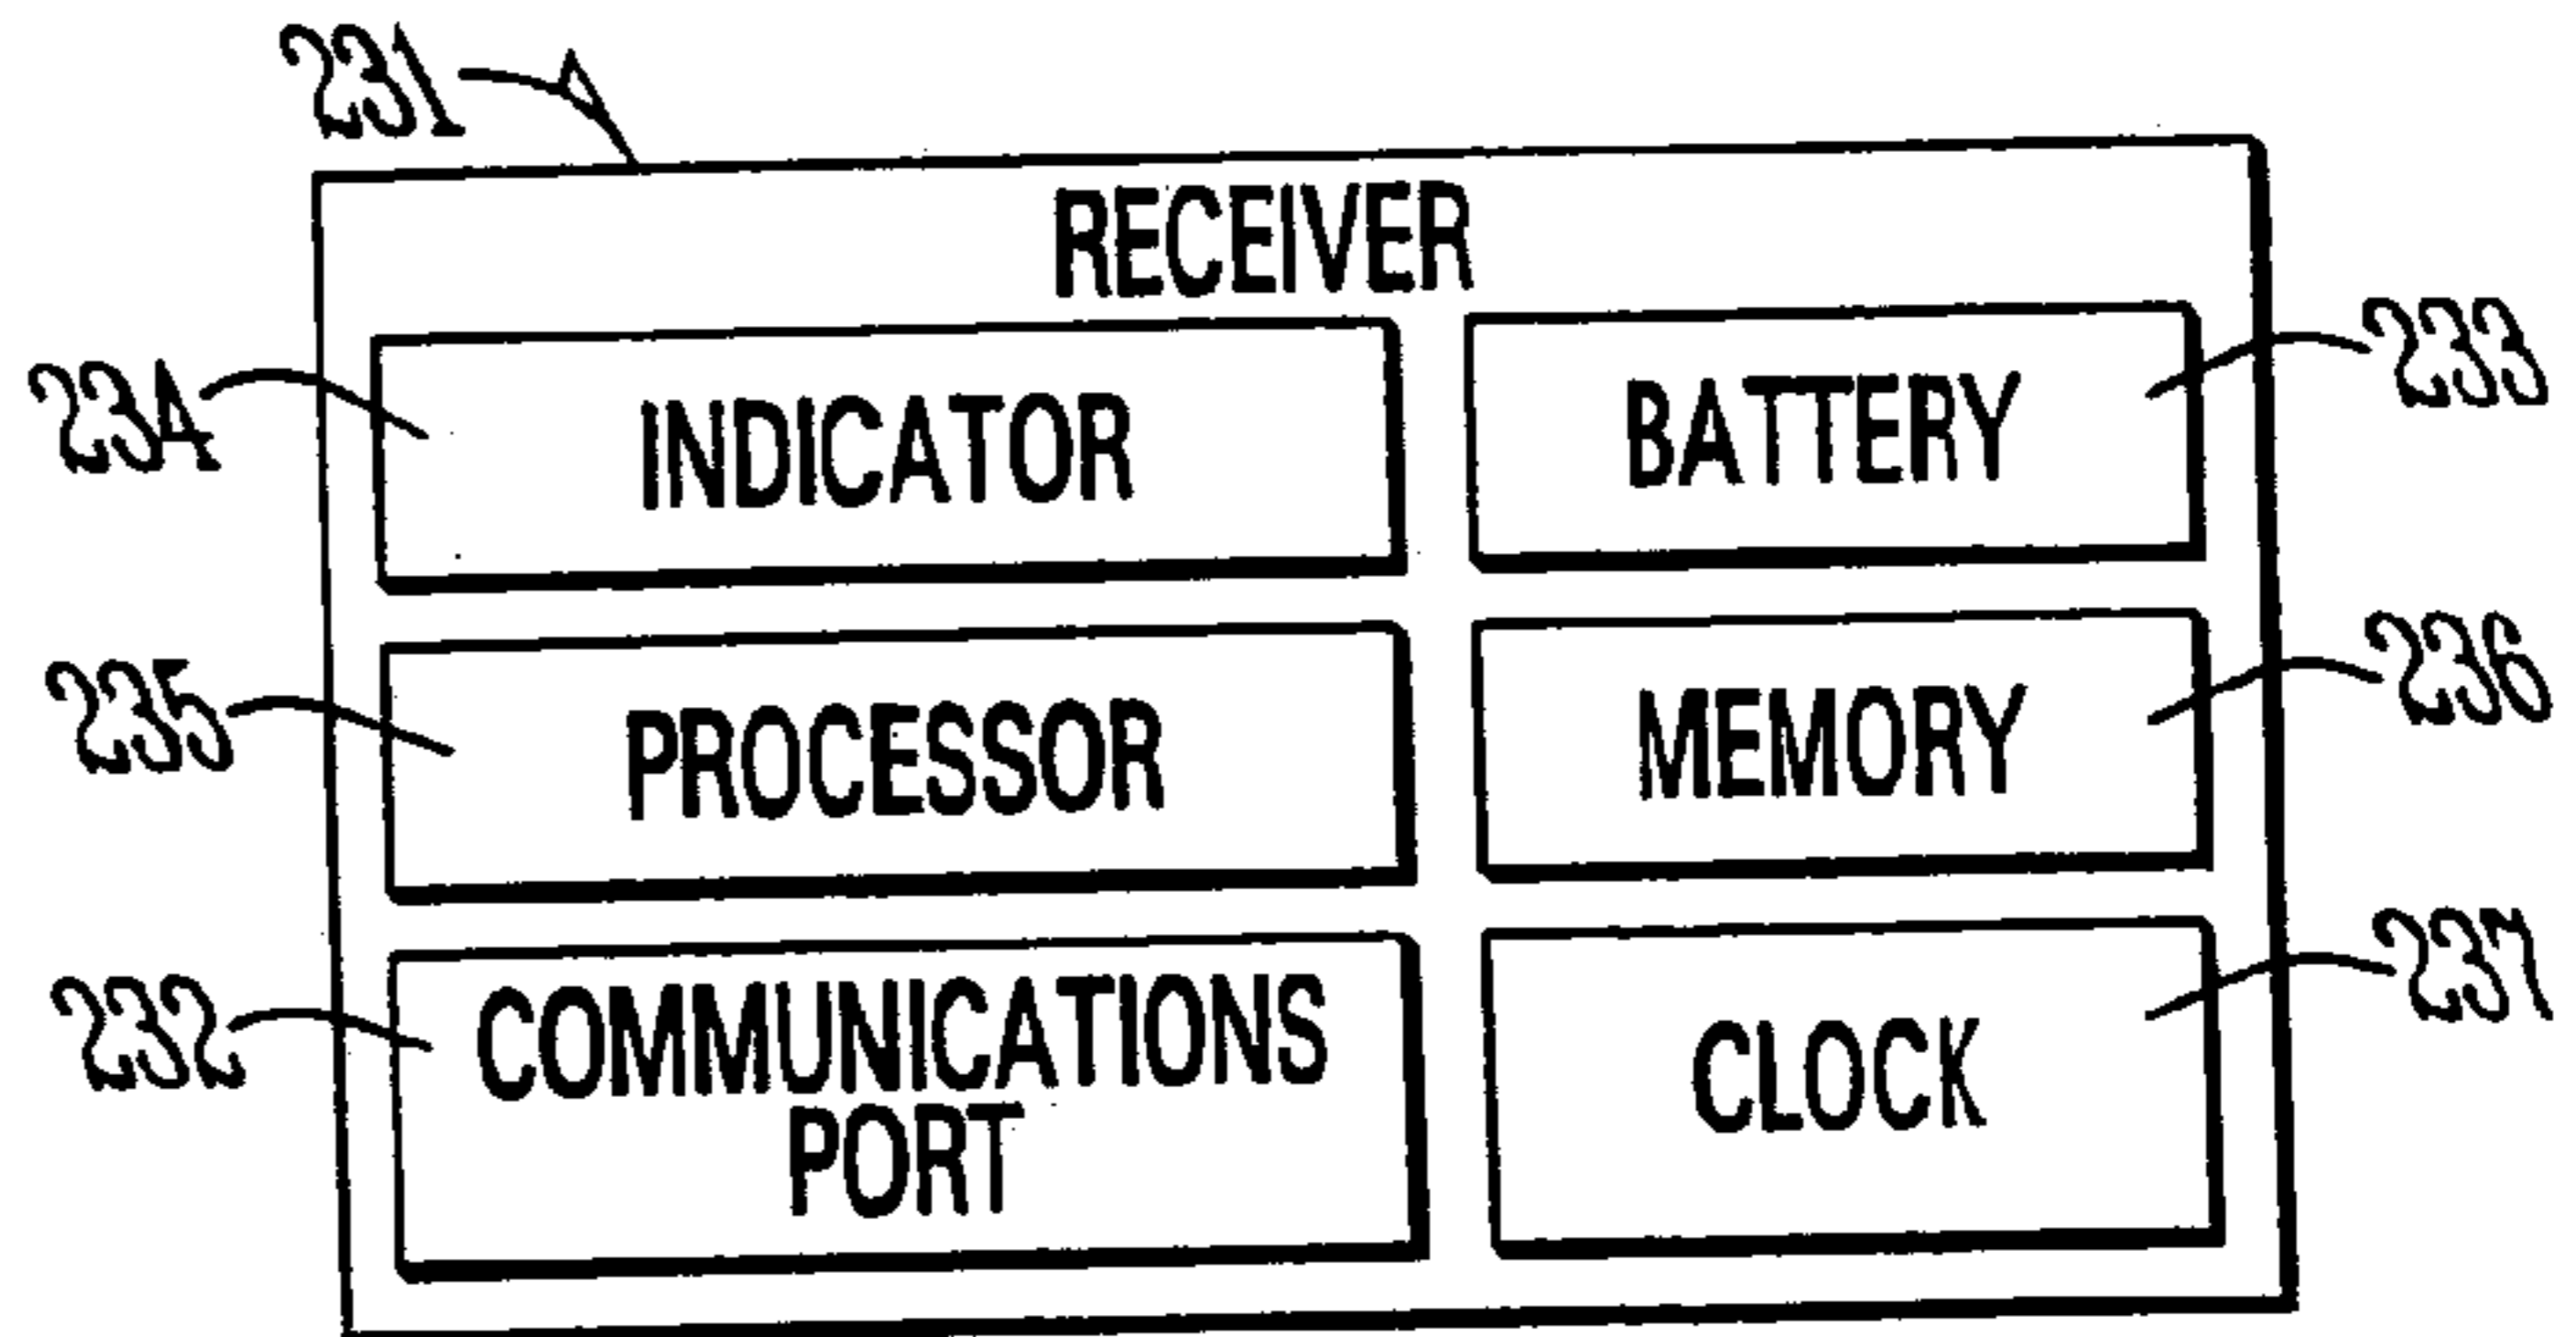 231
RECEIVER
234
INDICATOR
BATTERY
233
235
PROCESSOR
MEMORY
236
232
COMMUNICATIONS
PORT
CLOCK
237